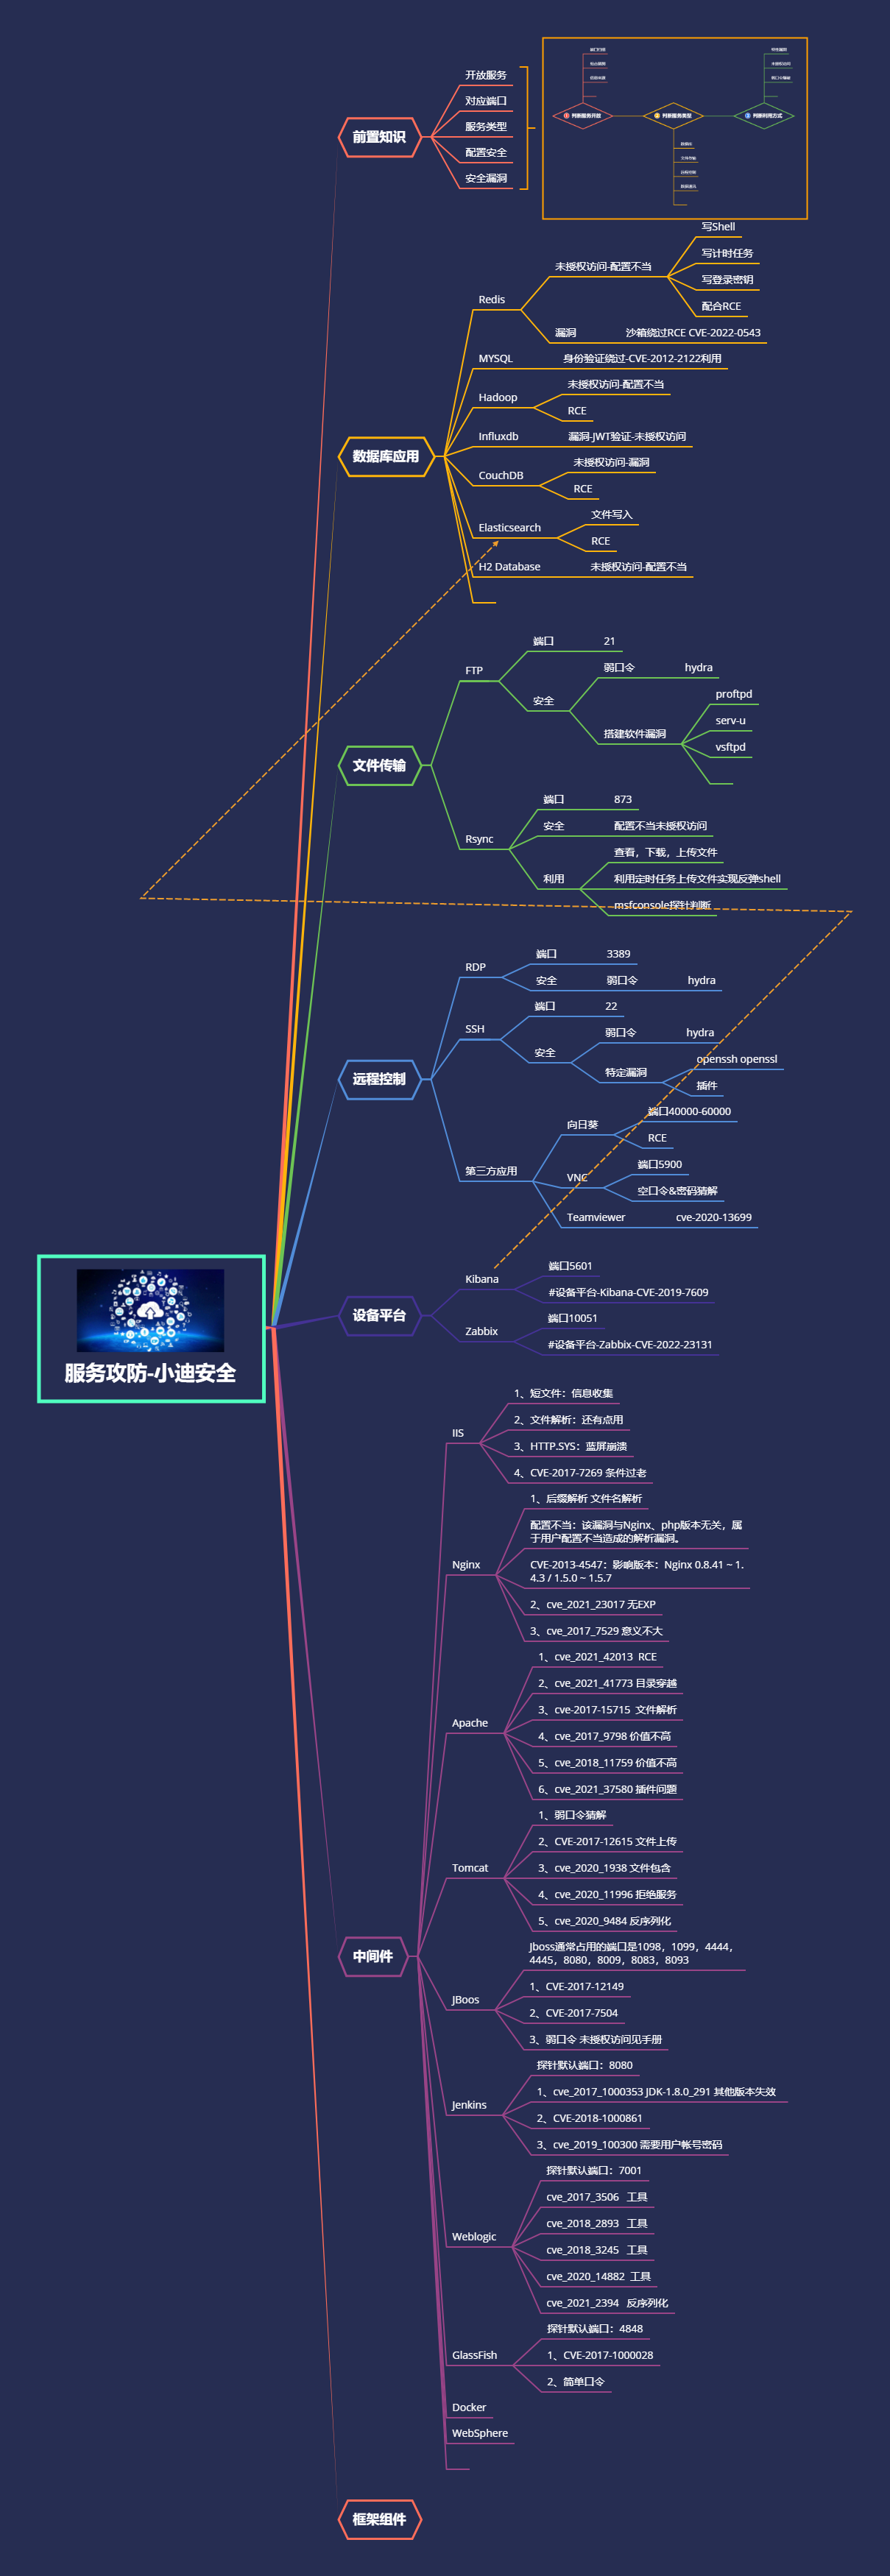 前置知识
开放服务
对应端口
服务类型
配置安全
安全漏洞
判断服务开放
判断服务类型
判断利用方式
数据库应用
Redis
未授权访问-配置不当
写Shell
写计时任务
写登录密钥
配合RCE
漏洞
沙箱绕过RCE CVE-2022-0543
MYSQL
身份验证绕过-CVE-2012-2122利用
Hadoop
未授权访问-配置不当
RCE
Influxdb
漏洞-JWT验证-未授权访问
CouchDB
未授权访问-漏洞
RCE
Elasticsearch
文件写入
RCE
H2 Database
未授权访问-配置不当
文件传输
FTP
端口
21
安全
弱口令
hydra
搭建软件漏洞
proftpd
serv-u
vsftpd
Rsync
端口
873
安全
配置不当未授权访问
利用
查看，下载，上传文件
利用定时任务上传文件实现反弹shell
msfconsole探针判断
远程控制
RDP
端口
3389
安全
弱口令
hydra
SSH
端口
22
安全
弱口令
hydra
特定漏洞
openssh openssl
插件
第三方应用
向日葵
端口40000-60000
RCE
VNC
端口5900
空口令&密码猜解
Teamviewer
cve-2020-13699
服务攻防-小迪安全
设备平台
Kibana
端口5601
#设备平台-Kibana-CVE-2019-7609
Zabbix
端口10051
#设备平台-Zabbix-CVE-2022-23131
中间件
IIS
1、短文件：信息收集
2、文件解析：还有点用
3、HTTP.SYS：蓝屏崩溃
4、CVE-2017-7269 条件过老
Nginx
1、后缀解析 文件名解析
配置不当：该漏洞与Nginx、php版本无关，属
于用户配置不当造成的解析漏洞。
CVE-2013-4547：影响版本：Nginx 0.8.41 ~ 1.
4.3 / 1.5.0 ~ 1.5.7
2、cve_2021_23017 无EXP
3、cve_2017_7529 意义不大
Apache
1、cve_2021_42013 RCE
2、cve_2021_41773 目录穿越
3、cve-2017-15715 文件解析
4、cve_2017_9798 价值不高
5、cve_2018_11759 价值不高
6、cve_2021_37580 插件问题
Tomcat
1、弱口令猜解
2、CVE-2017-12615 文件上传
3、cve_2020_1938 文件包含
4、cve_2020_11996 拒绝服务
5、cve_2020_9484 反序列化
JBoos
Jboss通常占用的端口是1098，1099，4444，
4445，8080，8009，8083，8093
1、CVE-2017-12149
2、CVE-2017-7504
3、弱口令 未授权访问见手册
Jenkins
探针默认端口：8080
1、cve_2017_1000353 JDK-1.8.0_291 其他版本失效
2、CVE-2018-1000861
3、cve_2019_100300 需要用户帐号密码
Weblogic
探针默认端口：7001
cve_2017_3506 工具
cve_2018_2893 工具
cve_2018_3245 工具
cve_2020_14882 工具
cve_2021_2394 反序列化
GlassFish
探针默认端口：4848
1、CVE-2017-1000028
2、简单口令
Docker
WebSphere
框架组件